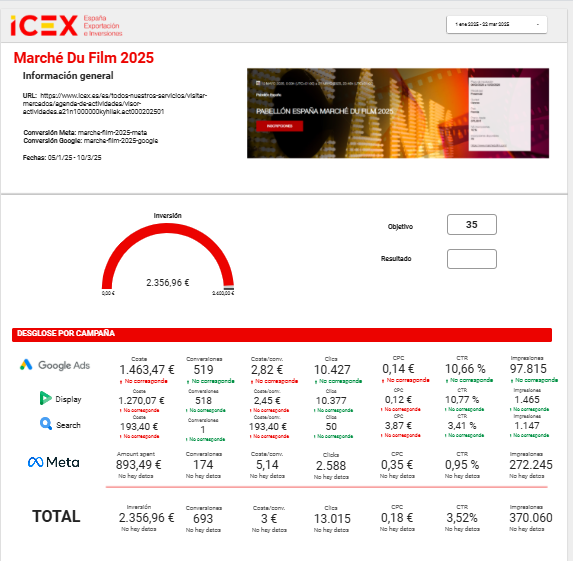 icex España
Exportación
e Inversiones
1 ene 2025 - 22 mar 2025
Marché Du Film 2025
Información general
URL: https://www.icex.es/es/todos-nuestros-servicios/visitar-
mercados/agenda-de-actividades/visor-
Conversión Meta: marche-film-2025-meta
Conversión Google: marche-film-2025-google
Fechas: 05/1/25 - 10/3/25
Pabellón España
PABELLÓN ESPAÑA MARCHÉ DU FILM 2025
INSCRIPCIONES
Inversión
2.356,96 €
0,00 €
Objetivo
35
Resultado
DESGLOSE POR CAMPAÑA
Google Ads
Coste Conversiones Coste/conv. Clics CPC CTR Impresiones
1.463,47 € 519 2,82 € 10.427 0,14 € 10,66 % 97.815
No corresponde No corresponde No corresponde No corresponde No corresponde No corresponde No corresponde
Display
Coste Conversiones Coste/conv. Clics CPC CTR Impresiones
1.270,07 € 518 2,45 € 10.377 0,12 € 10,77 % 1.465
No corresponde No corresponde No corresponde No corresponde No corresponde No corresponde No corresponde
Search
Coste Conversiones Coste/conv. Clics CPC CTR Impresiones
193,40 € 1 193,40 € 50 3,87 € 3,41 % 1.147
No corresponde No corresponde No corresponde No corresponde No corresponde No corresponde No corresponde
Meta
Amount spent Conversiones Coste/conv. Clicks CPC CTR Impresiones
893,49 € 174 5,14 2.588 0,35 € 0,95 % 272.245
No hay datos No hay datos No hay datos No hay datos No hay datos No hay datos No hay datos
TOTAL
Inversión Conversiones Coste/conv. Clics CPC CTR Impresiones
2.356,96 € 693 3 € 13.015 0,18 € 3,52% 370.060
No hay datos No hay datos No hay datos No hay datos No hay datos No hay datos No hay datos